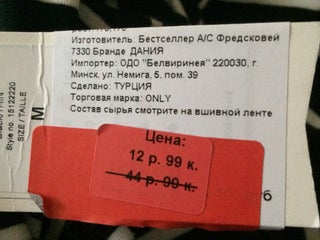 Изготовитель: Бестселлер А/С Фредсковей
7330 Бранде ДАНИЯ
Импортер: ОДО "Белвиринея" 220030, г.
Минск, ул. Немига, 5, пом. 39
Сделано: ТУРЦИЯ
Торговая марка: ONLY
Состав сырья смотрите на вшивной ленте
Цена:
12 р. 99 к.
44 р. 99 к.
Style no 15122220
SIZE / TAILLE
M